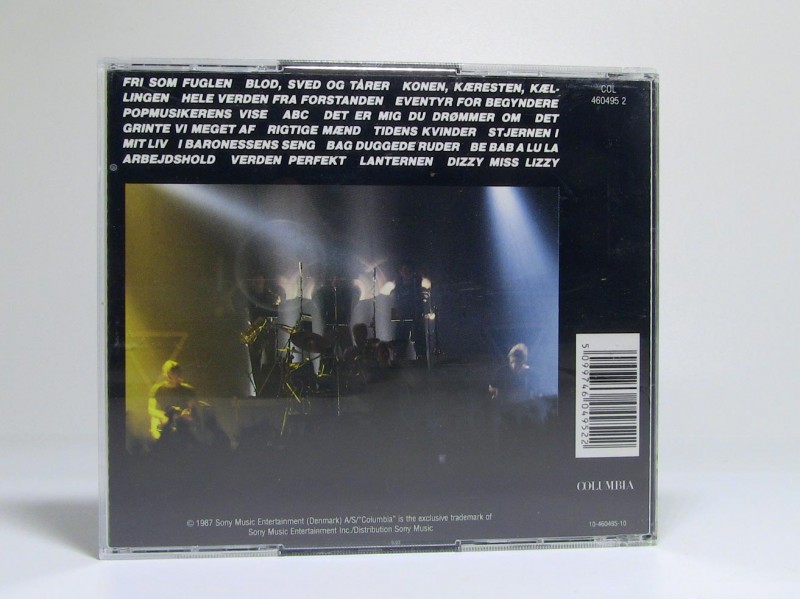 FRI SOM FUGLEN BLOD, SVED OG TÅRER KONEN, KÆRESTEN, KÆL-
LINGEN HELE VERDEN FRA FORSTANDEN EVENTYR FOR BEGYNDERE
POPMUSIKERENS VISE ABC DET ER MIG DU DRØMMER OM DET
GRINTE VI MEGET AF RIGTIGE MÆND TIDENS KVINDER STJERNEN I
MIT LIV I BARONESSENS SENG BAG DUGGEDE RUDER BE BAB A LU LA
ARBEJDSHOLD VERDEN PERFEKT LANTERNEN DIZZY MISS LIZZY
COL
460495 2
5 099746 049522
COLUMBIA
10-460495-10
© 1987 Sony Music Entertainment (Denmark) A/S/"Columbia" is the exclusive trademark of
Sony Music Entertainment Inc./Distribution Sony Music